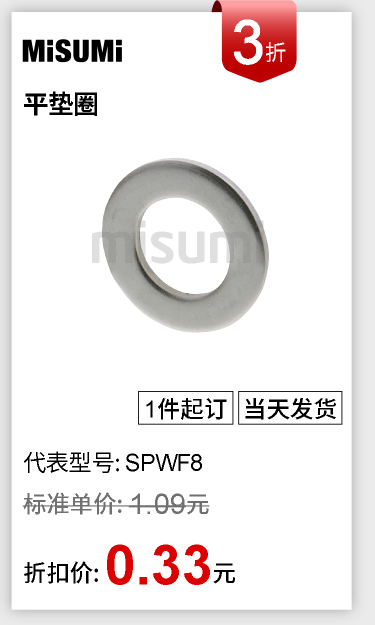 3折
MiSUMi
平垫圈
misumi
1件起订 当天发货
代表型号: SPWF8
标准单价: 1.09元
折扣价: 0.33元